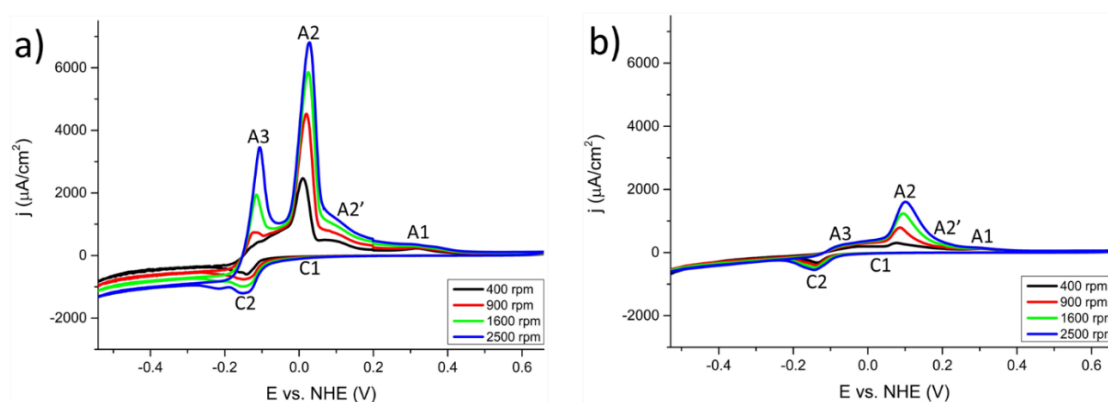 a)
j (µA/cm²)
6000
4000
2000
0
-2000
A2
A3
A2'
A1
C1
C2
400 rpm
900 rpm
1600 rpm
2500 rpm
-0.4 -0.2 0.0 0.2 0.4 0.6
E vs. NHE (V)
b)
j (µA/cm²)
6000
4000
2000
0
-2000
A2
A3
A2'
A1
C1
C2
400 rpm
900 rpm
1600 rpm
2500 rpm
-0.4 -0.2 0.0 0.2 0.4 0.6
E vs. NHE (V)